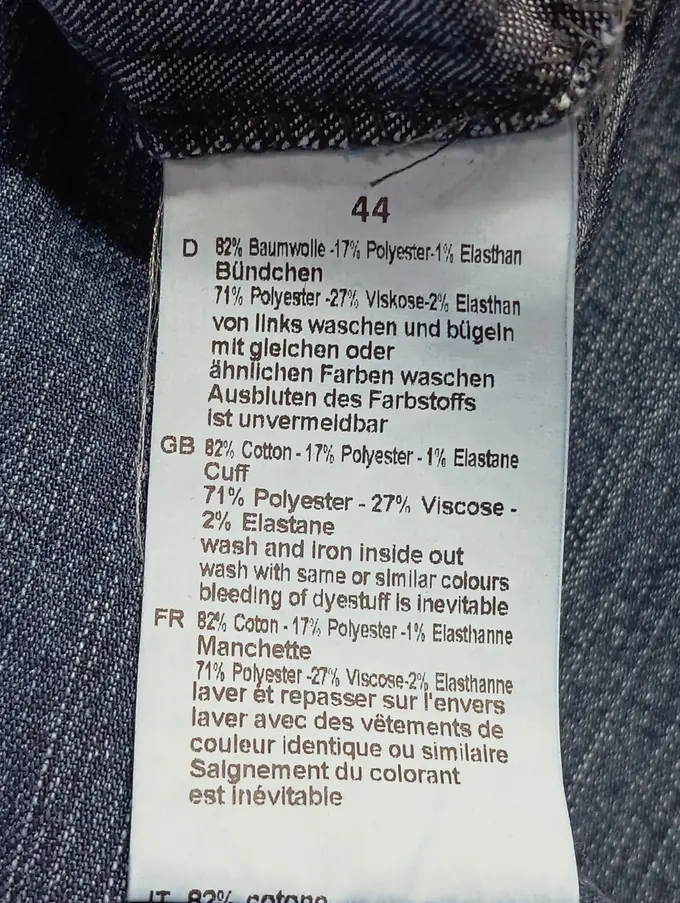 44
D 82% Baumwolle -17% Polyester-1% Elasthan
Bündchen
71% Polyester -27% Viskose-2% Elasthan
von links waschen und bügeln
mit gleichen oder
ähnlichen Farben waschen
Ausbluten des Farbstoffs
ist unvermeidbar
GB 82% Cotton - 17% Polyester - 1% Elastane
Cuff
71% Polyester - 27% Viscose -
2% Elastane
wash and iron inside out
wash with same or similar colours
bleeding of dyestuff is inevitable
FR 82% Coton - 17% Polyester -1% Elasthanne
Manchette
71% Polyester -27% Viscose-2% Elasthanne
laver et repasser sur l'envers
laver avec des vëtements de
couleur identique ou similaire
Saignement du colorant
est inévitable
IT 82% cotone